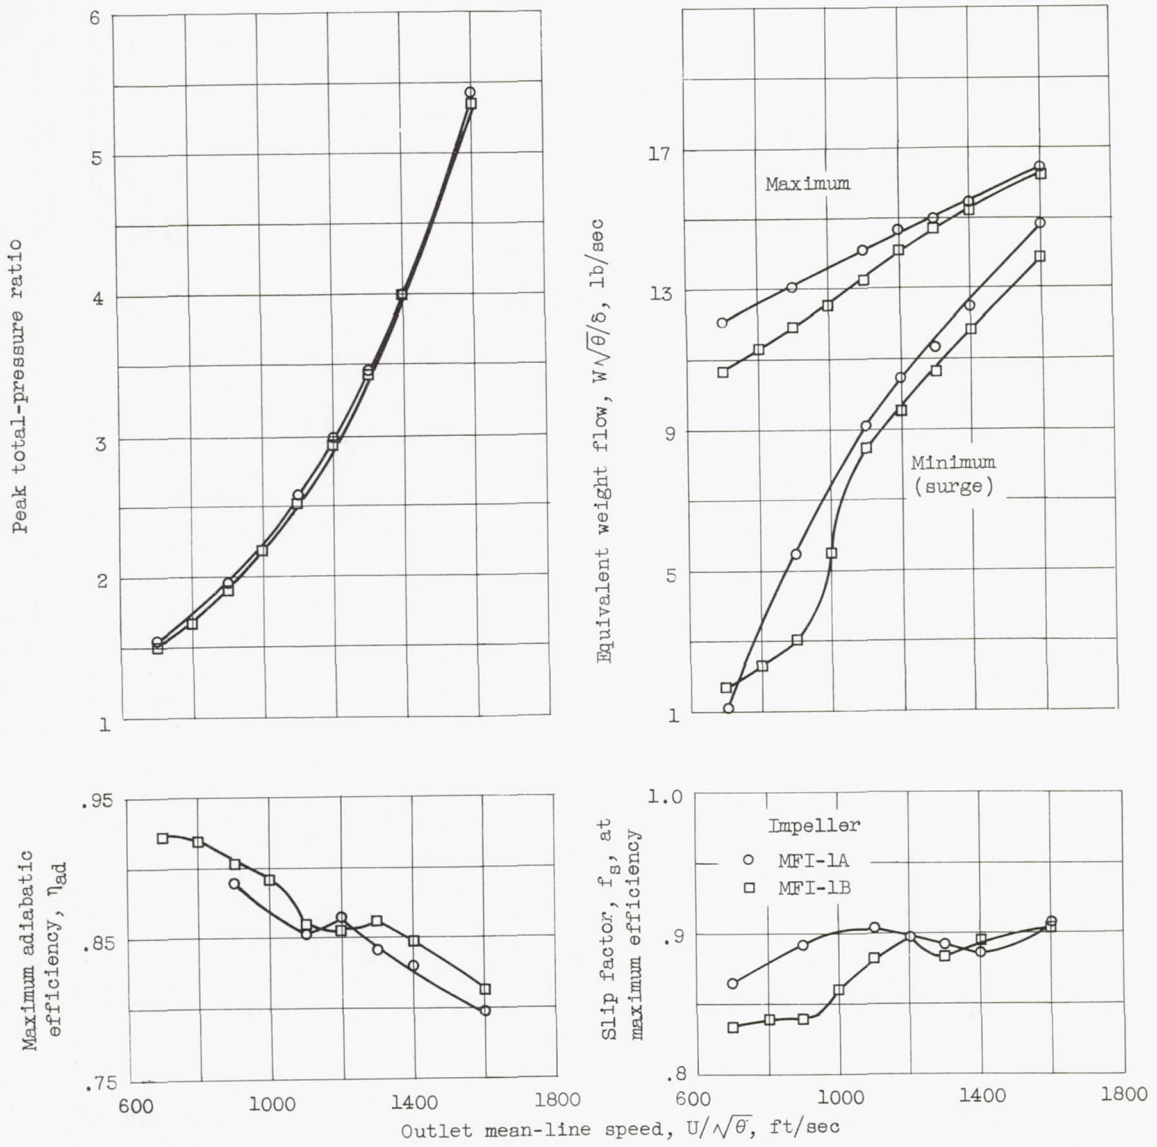 6
5
4
3
2
1
Peak total-pressure ratio
17
13
9
5
1
Equivalent weight flow, W√θ/δ, lb/sec
Maximum
Minimum
(surge)
.95
.85
.75
Maximum adiabatic
efficiency, ηad
600 1000 1400 1800
1.0
.9
.8
Slip factor, fs, at
maximum efficiency
Impeller
MFI-1A
MFI-1B
600 1000 1400 1800
Outlet mean-line speed, U/√θ, ft/sec